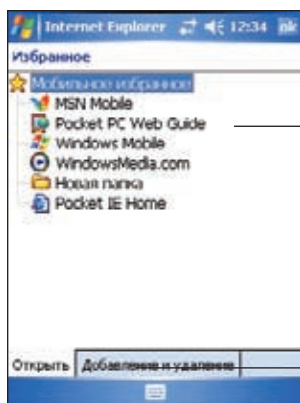 Internet Explorer 12:34 ok
Избранное
Мобильное избранное
MSN Mobile
Pocket PC Web Guide
Windows Mobile
WindowsMedia.com
Новая папка
Pocket IE Home
Открыть Добавление и удаление